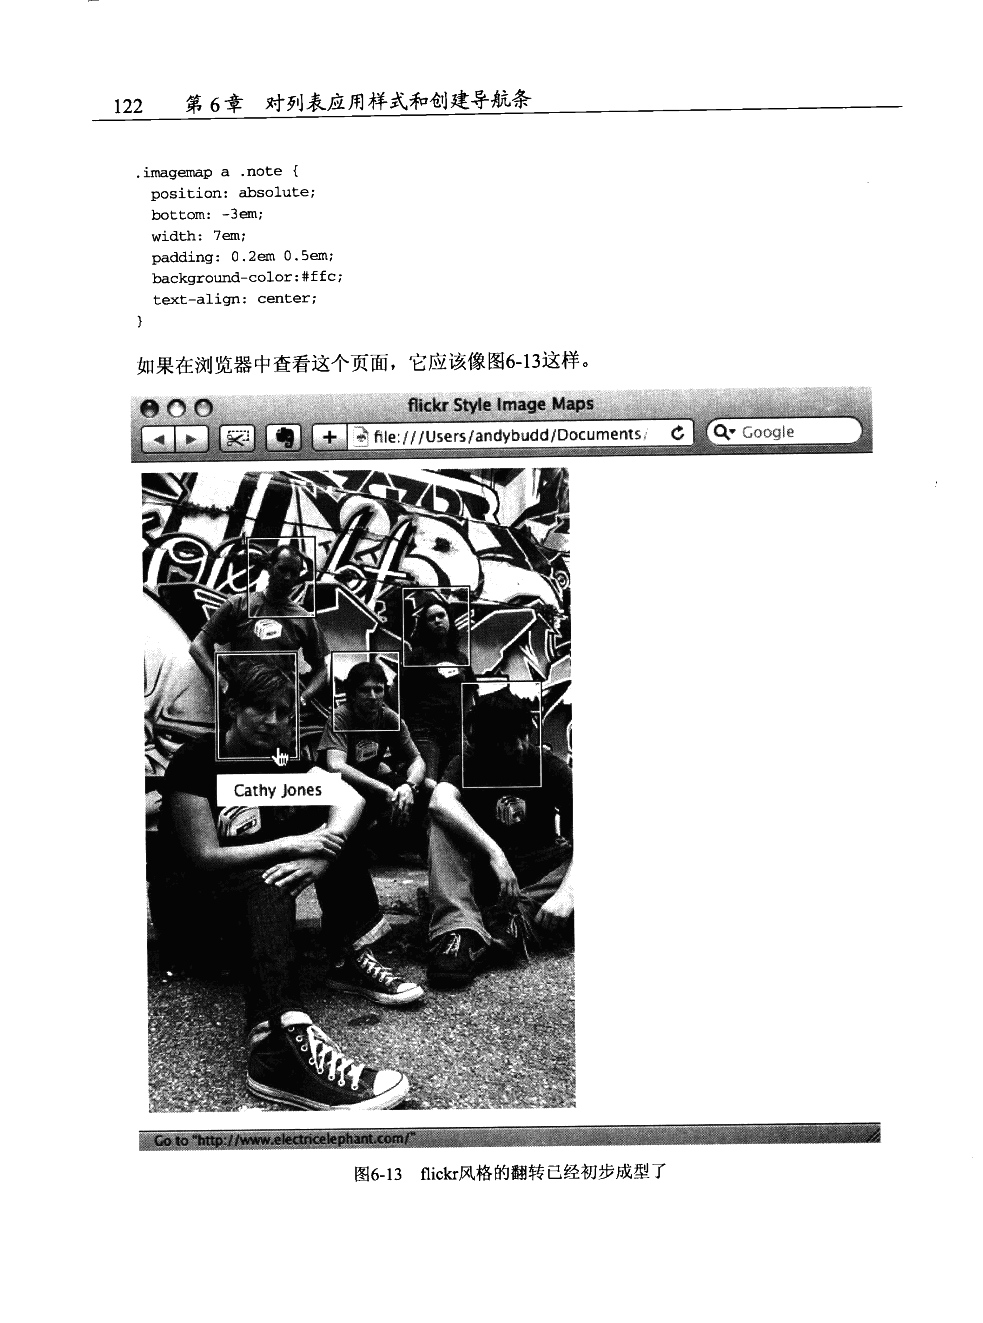 122 第6章 对列表应用样式和创建导航条
.imagemap a .note {
position: absolute;
bottom: -3em;
width: 7em;
padding: 0.2em 0.5em;
background-color:#ffc;
text-align: center;
}
如果在浏览器中查看这个页面，它应该像图6-13这样。
flickr Style Image Maps
file:///Users/andybudd/Documents/
Google
Cathy Jones
Go to "http://www.electricelephant.com/"
图6-13 flickr风格的翻转已经初步成型了